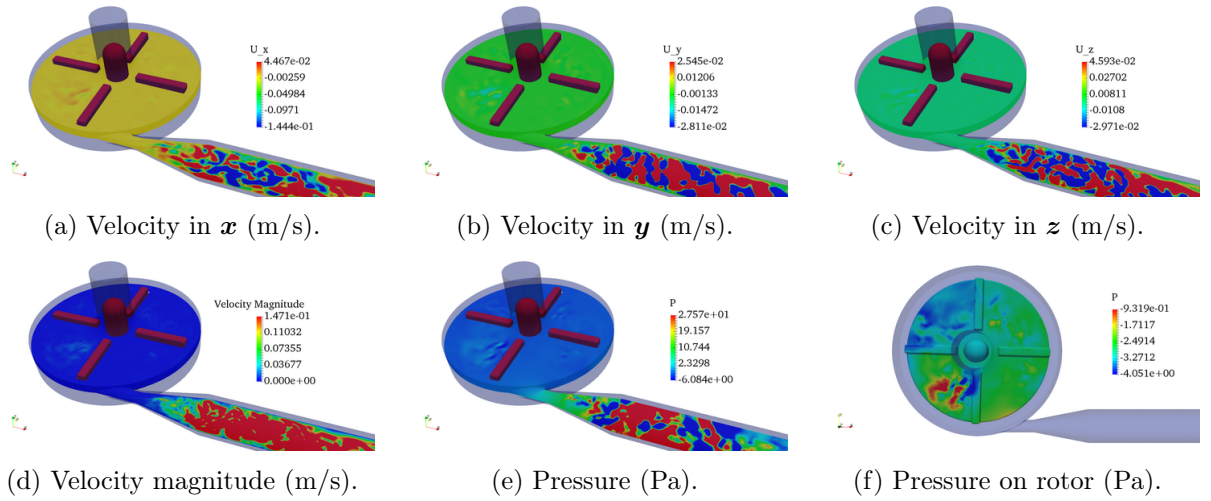 U_x
4.467e-02
-0.00259
-0.04984
-0.0971
-1.444e-01
(a) Velocity in x (m/s).
U_y
2.545e-02
0.01206
-0.00133
-0.01472
-2.811e-02
(b) Velocity in y (m/s).
U_z
4.593e-02
0.02702
0.00811
-0.0108
-2.971e-02
(c) Velocity in z (m/s).
Velocity Magnitude
1.471e-01
0.11032
0.07355
0.03677
0.000e+00
(d) Velocity magnitude (m/s).
P
2.757e+01
19.157
10.744
2.3298
-6.084e+00
(e) Pressure (Pa).
P
-9.319e-01
-1.7117
-2.4914
-3.2712
-4.051e+00
(f) Pressure on rotor (Pa).